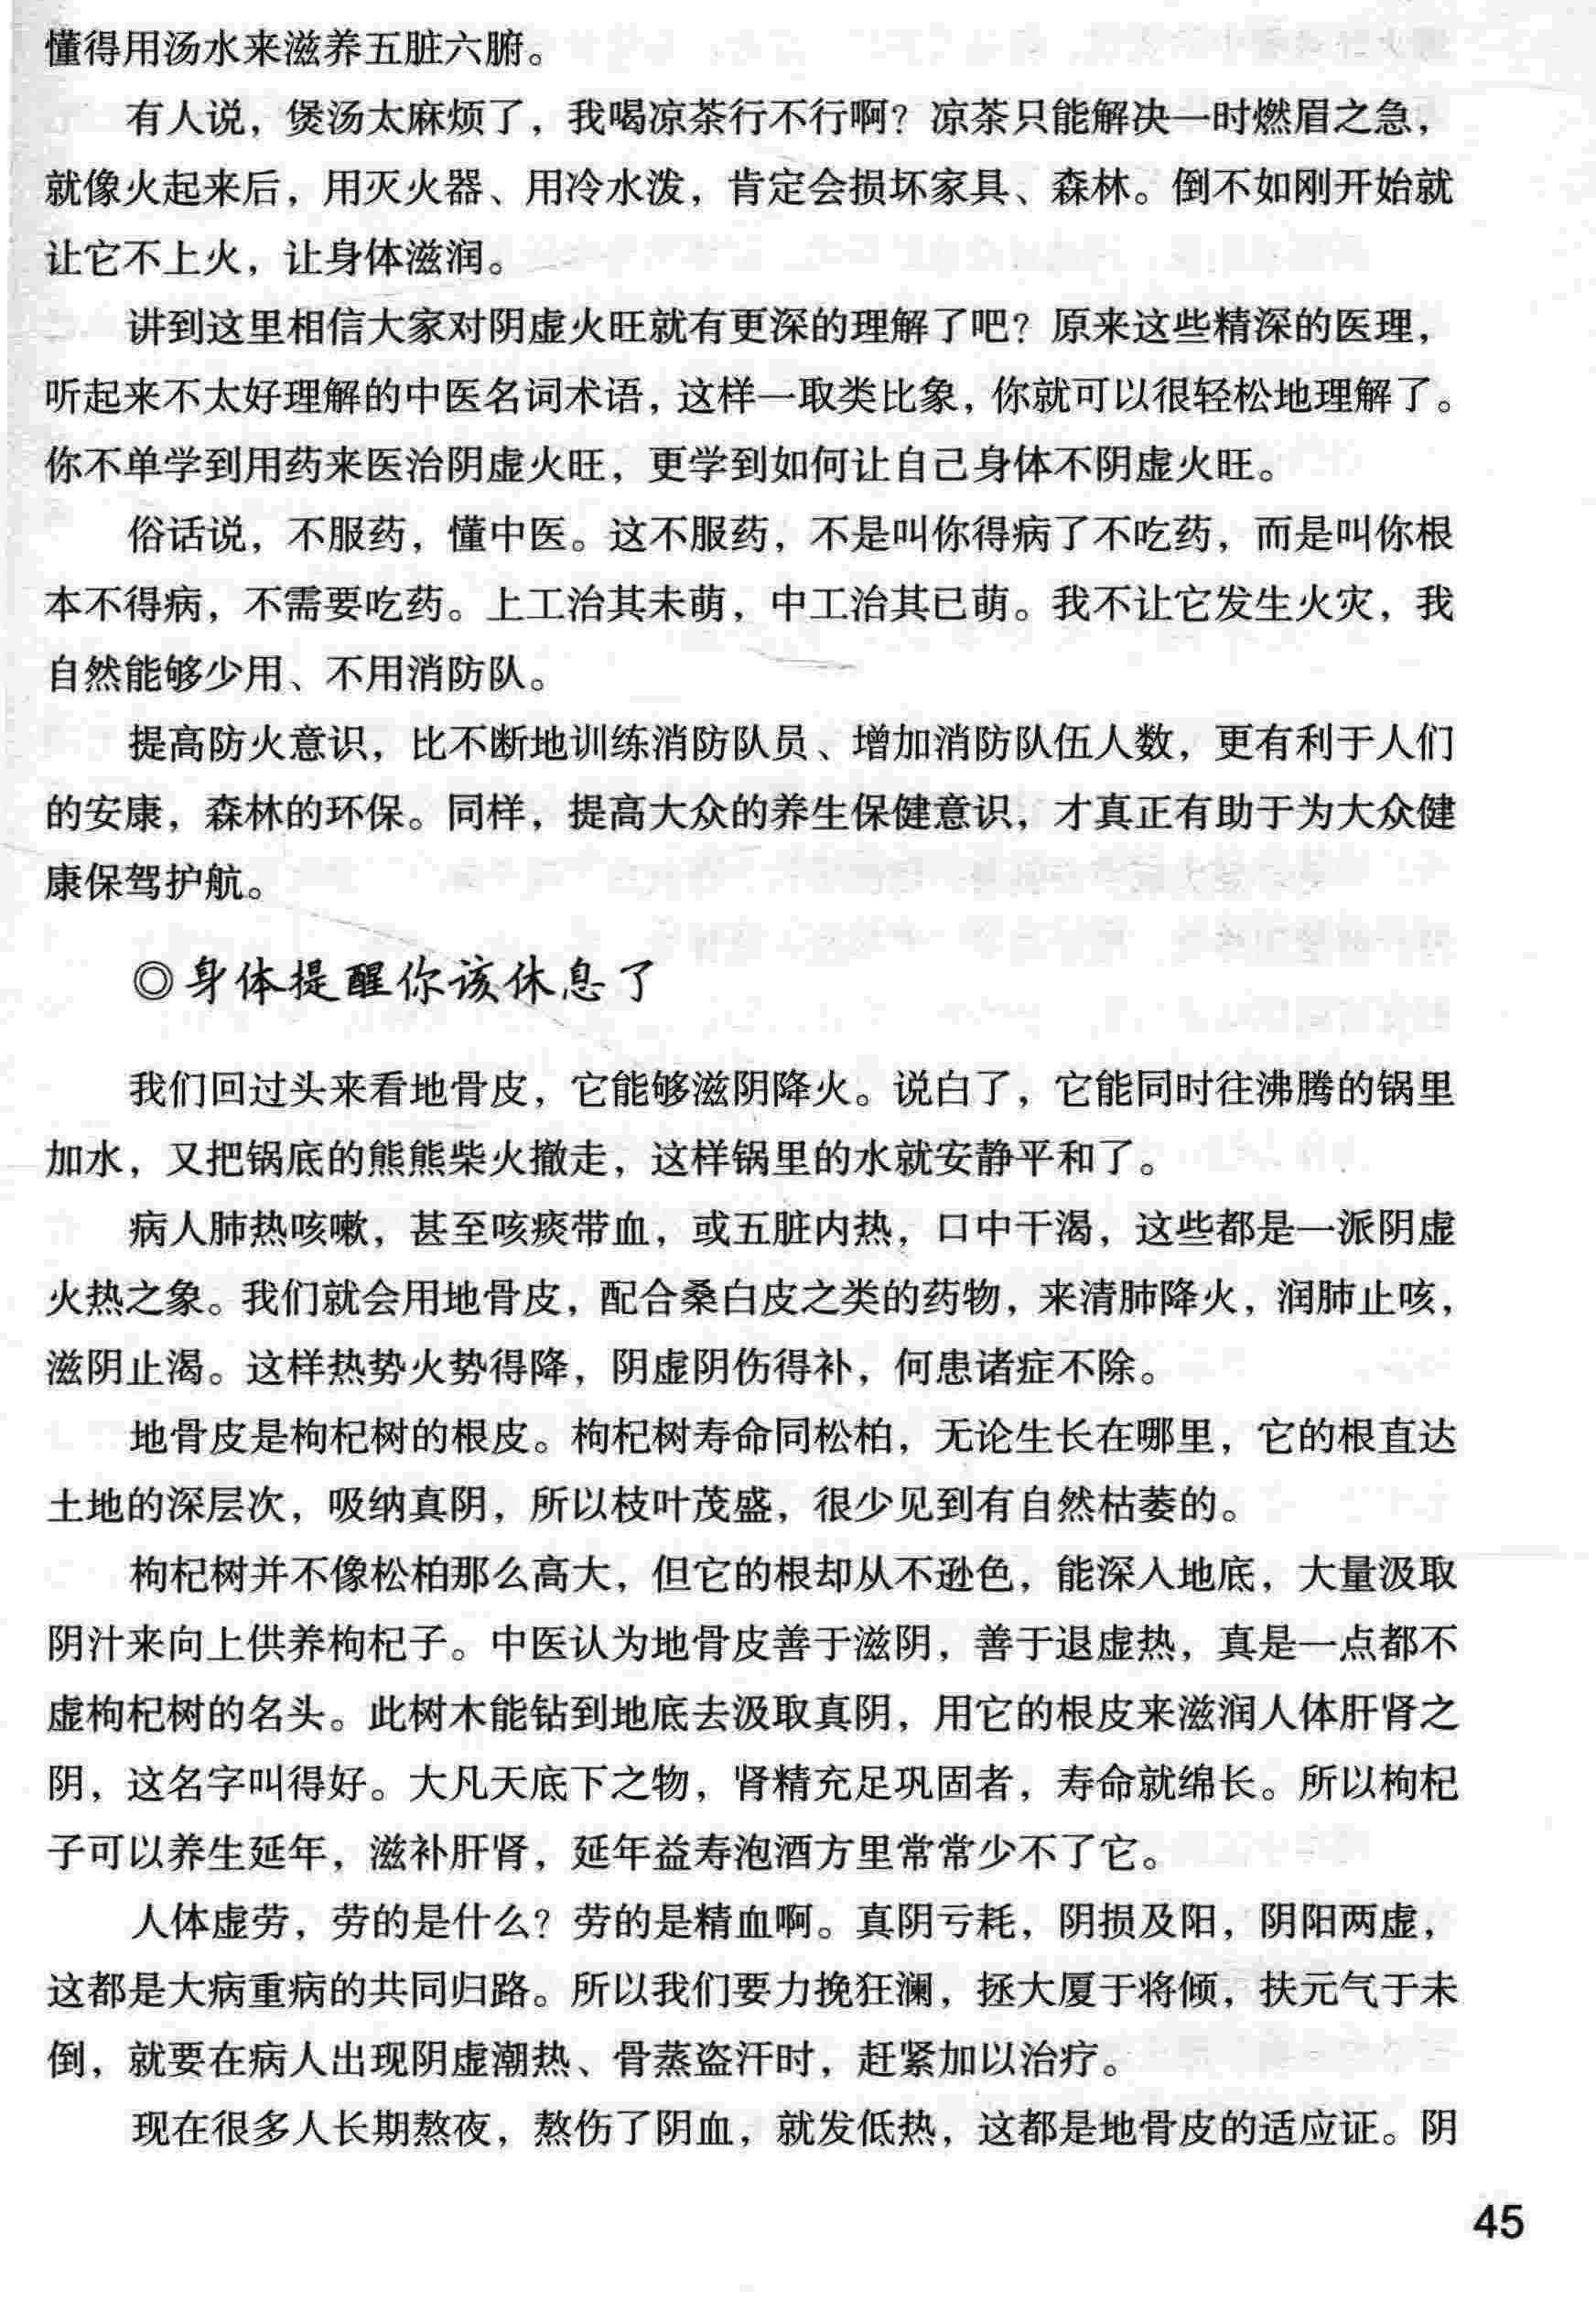 懂得用汤水来滋养五脏六腑。
有人说，煲汤太麻烦了，我喝凉茶行不行啊？凉茶只能解决一时燃眉之急，
就像火起来后，用灭火器、用冷水泼，肯定会损坏家具、森林。倒不如刚开始就
让它不上火，让身体滋润。
讲到这里相信大家对阴虚火旺就有更深的理解了吧？原来这些精深的医理，
听起来不太好理解的中医名词术语，这样一取类比象，你就可以很轻松地理解了。
你不单学到用药来医治阴虚火旺，更学到如何让自己身体不阴虚火旺。
俗话说，不服药，懂中医。这不服药，不是叫你得病了不吃药，而是叫你根
本不得病，不需要吃药。上工治其未萌，中工治其已萌。我不让它发生火灾，我
自然能够少用、不用消防队。
提高防火意识，比不断地训练消防队员、增加消防队伍人数，更有利于人们
的安康，森林的环保。同样，提高大众的养生保健意识，才真正有助于为大众健
康保驾护航。
◎身体提醒你该休息了
我们回过头来看地骨皮，它能够滋阴降火。说白了，它能同时往沸腾的锅里
加水，又把锅底的熊熊柴火撤走，这样锅里的水就安静平和了。
病人肺热咳嗽，甚至咳痰带血，或五脏内热，口中干渴，这些都是一派阴虚
火热之象。我们就会用地骨皮，配合桑白皮之类的药物，来清肺降火，润肺止咳，
滋阴止渴。这样热势火势得降，阴虚阴伤得补，何患诸症不除。
地骨皮是枸杞树的根皮。枸杞树寿命同松柏，无论生长在哪里，它的根直达
土地的深层次，吸纳真阴，所以枝叶茂盛，很少见到有自然枯萎的。
枸杞树并不像松柏那么高大，但它的根却从不逊色，能深入地底，大量汲取
阴汁来向上供养枸杞子。中医认为地骨皮善于滋阴，善于退虚热，真是一点都不
虚枸杞树的名头。此树木能钻到地底去汲取真阴，用它的根皮来滋润人体肝肾之
阴，这名字叫得好。大凡天底下之物，肾精充足巩固者，寿命就绵长。所以枸杞
子可以养生延年，滋补肝肾，延年益寿泡酒方里常常少不了它。
人体虚劳，劳的是什么？劳的是精血啊。真阴亏耗，阴损及阳，阴阳两虚，
这都是大病重病的共同归路。所以我们要力挽狂澜，拯大厦于将倾，扶元气于未
倒，就要在病人出现阴虚潮热、骨蒸盗汗时，赶紧加以治疗。
现在很多人长期熬夜，熬伤了阴血，就发低热，这都是地骨皮的适应证。阴
45